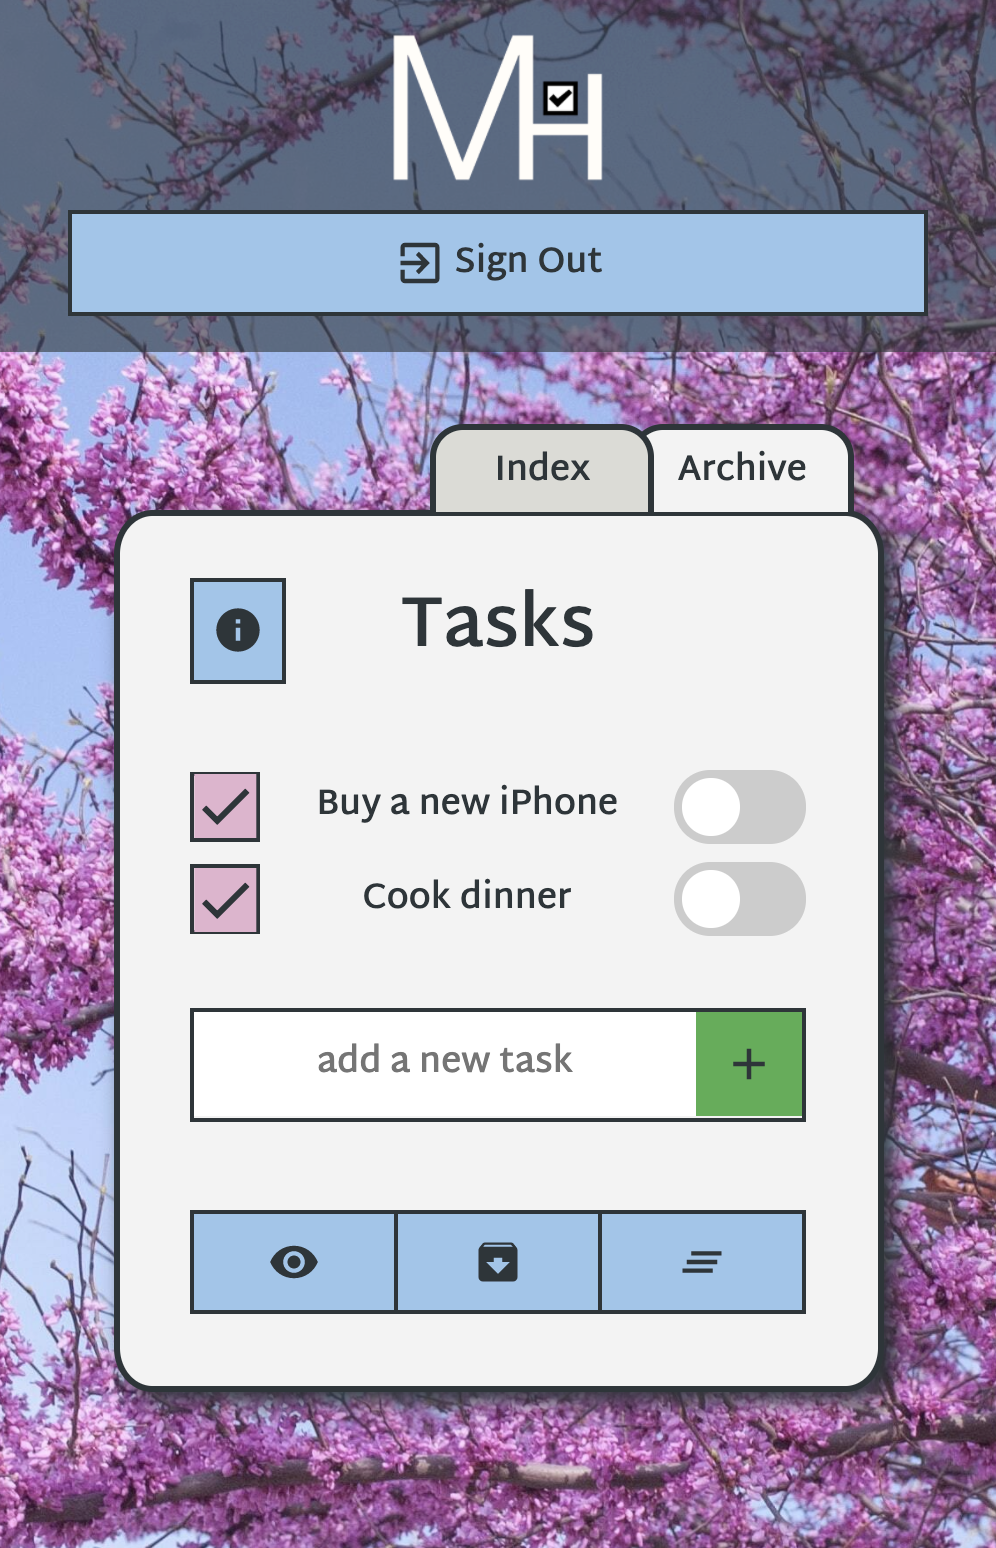 MH
Sign Out
Index
Archive
Tasks
Buy a new iPhone
Cook dinner
add a new task